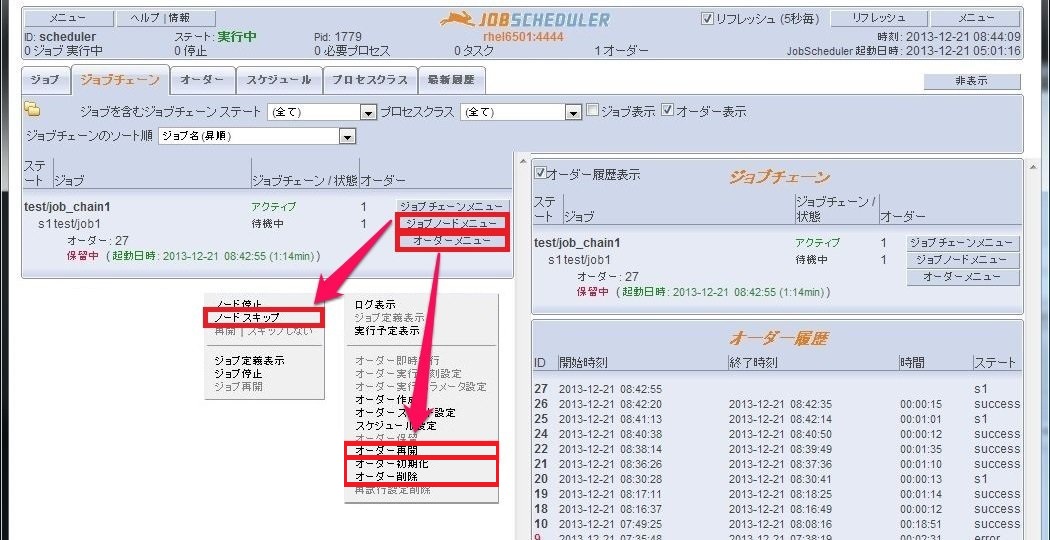 メニュー ヘルプ | 情報 JOBSCHEDULER リフレッシュ (5秒毎) リフレッシュ メニュー
ID: scheduler ステート: 実行中 Pid: 1779 rhel6501:4444 時刻: 2013-12-21 08:44:09
0 ジョブ 実行中 0 停止 0 必要プロセス 0 タスク 1 オーダー JobScheduler 起動日時: 2013-12-21 05:01:16
ジョブ ジョブチェーン オーダー スケジュール プロセスクラス 最新履歴 非表示
ジョブを含むジョブチェーン ステート (全て) プロセスクラス (全て) ジョブ表示 オーダー表示
ジョブチェーンのソート順 ジョブ名(昇順)
ステート ジョブ ジョブチェーン / 状態 オーダー
test/job_chain1 アクティブ 1 ジョブチェーンメニュー
s1 test/job1 待機中 1 ジョブノードメニュー
オーダー: 27 オーダーメニュー
保留中 (起動日時: 2013-12-21 08:42:55 (1:14min) )
ノード停止
ノードスキップ
再開 | スキップしない
ジョブ定義表示
ジョブ停止
ジョブ再開
ログ表示
ジョブ定義表示
実行予定表示
オーダー即時
オーダー実行
オーダー実行 ラメータ設定
オーダー作
オーダース 設定
スケジュール設定
オーダー保留
オーダー再開
オーダー初期化
オーダー削除
再試行設定削除
オーダー履歴表示 ジョブチェーン
ステート ジョブ ジョブチェーン / 状態 オーダー
test/job_chain1 アクティブ 1 ジョブチェーンメニュー
s1 test/job1 待機中 1 ジョブノードメニュー
オーダー: 27 オーダーメニュー
保留中 (起動日時: 2013-12-21 08:42:55 (1:14min) )
オーダー履歴
ID 開始時刻 終了時刻 時間 ステート
27 2013-12-21 08:42:55 s1
26 2013-12-21 08:42:20 2013-12-21 08:42:35 00:00:15 success
25 2013-12-21 08:41:13 2013-12-21 08:42:14 00:01:01 s1
24 2013-12-21 08:40:38 2013-12-21 08:40:50 00:00:12 success
22 2013-12-21 08:38:14 2013-12-21 08:39:49 00:01:35 success
21 2013-12-21 08:36:26 2013-12-21 08:37:36 00:01:10 success
20 2013-12-21 08:30:28 2013-12-21 08:30:41 00:00:13 s1
19 2013-12-21 08:17:11 2013-12-21 08:18:25 00:01:14 success
18 2013-12-21 08:16:37 2013-12-21 08:16:49 00:00:12 success
10 2013-12-21 07:49:25 2013-12-21 08:08:16 00:18:51 success
9 2013-12-21 07:35:48 2013-12-21 07:38:19 00:02:31 error